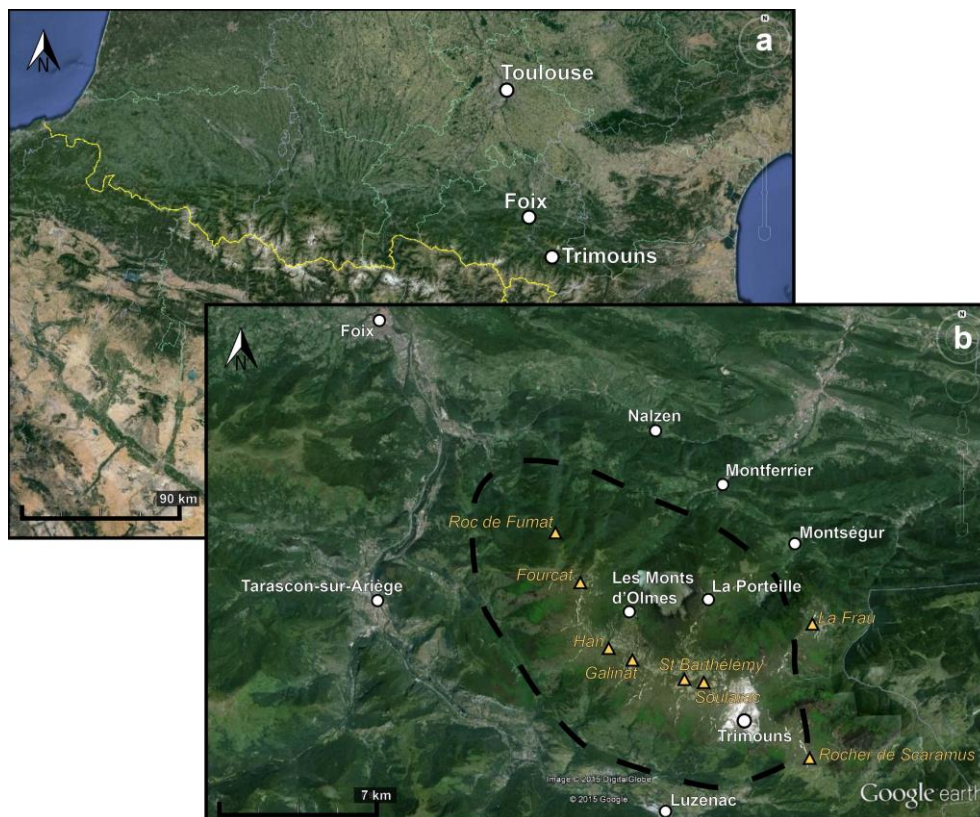 N
a
N
Toulouse
Foix
Trimouns
90 km
N
b
N
Foix
Nalzen
Montferrier
Roc de Fumat
Montségur
Fourcat
Les Monts
d'Olmes
La Porteille
Tarascon-sur-Ariège
La Frau
Han
Galinat
St Barthélémy
Soularac
Trimouns
Rocher de Scaramus
Image © 2015 DigitalGlobe
© 2015 Google
7 km
Luzenac
Google earth